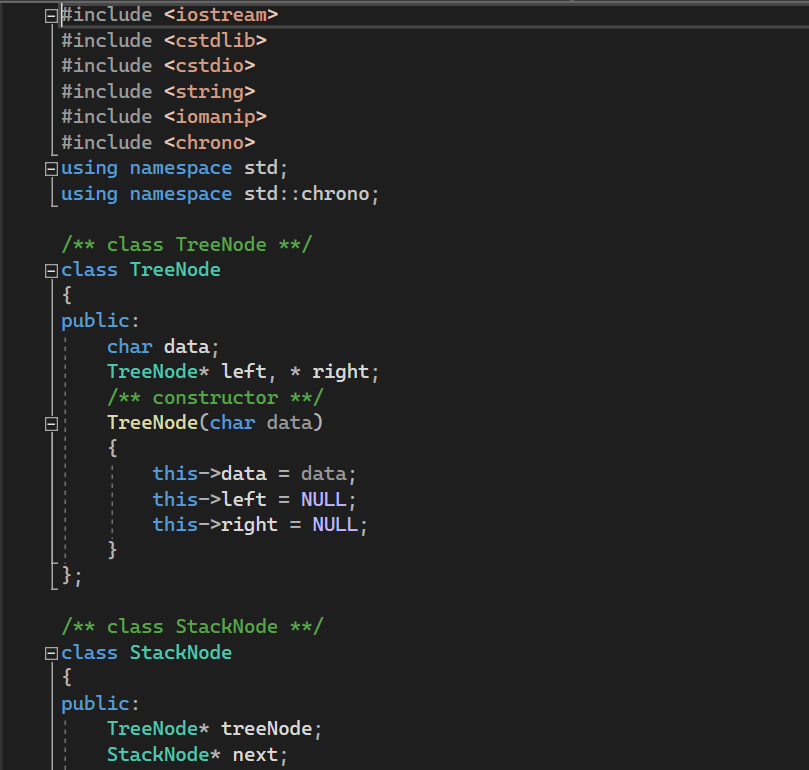 #include <iostream>
#include <cstdlib>
#include <cstdio>
#include <string>
#include <iomanip>
#include <chrono>
using namespace std;
using namespace std::chrono;

/** class TreeNode **/
class TreeNode
{
public:
    char data;
    TreeNode* left, * right;
    /** constructor **/
    TreeNode(char data)
    {
        this->data = data;
        this->left = NULL;
        this->right = NULL;
    }
};

/** class StackNode **/
class StackNode
{
public:
    TreeNode* treeNode;
    StackNode* next;